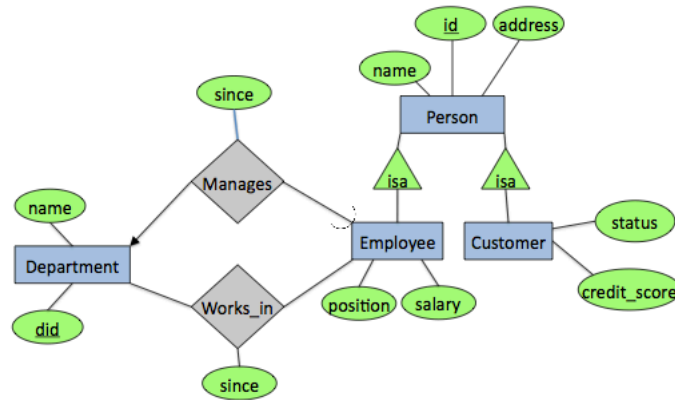 id
address
name
since
Person
Manages
isa
isa
name
status
Employee
Customer
Department
Works_in
position
salary
credit_score
did
since